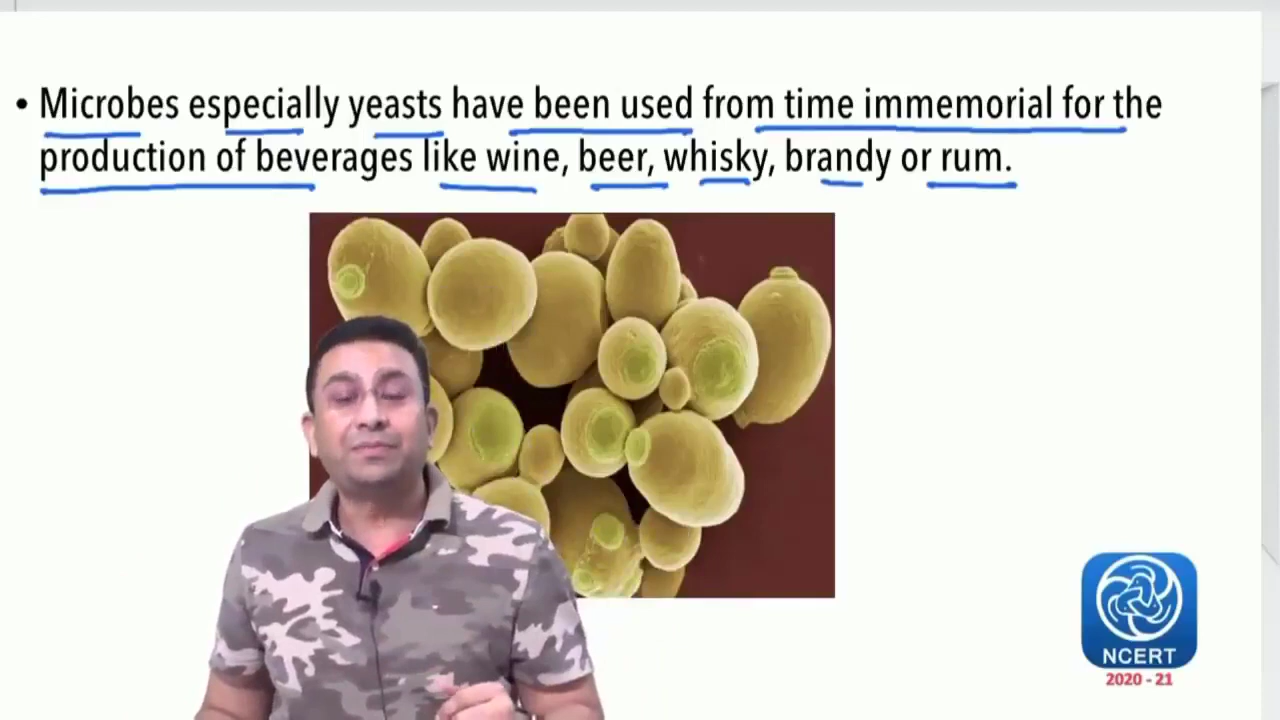 • Microbes especially yeasts have been used from time immemorial for the
production of beverages like wine, beer, whisky, brandy or rum.
NCERT
2020 - 21